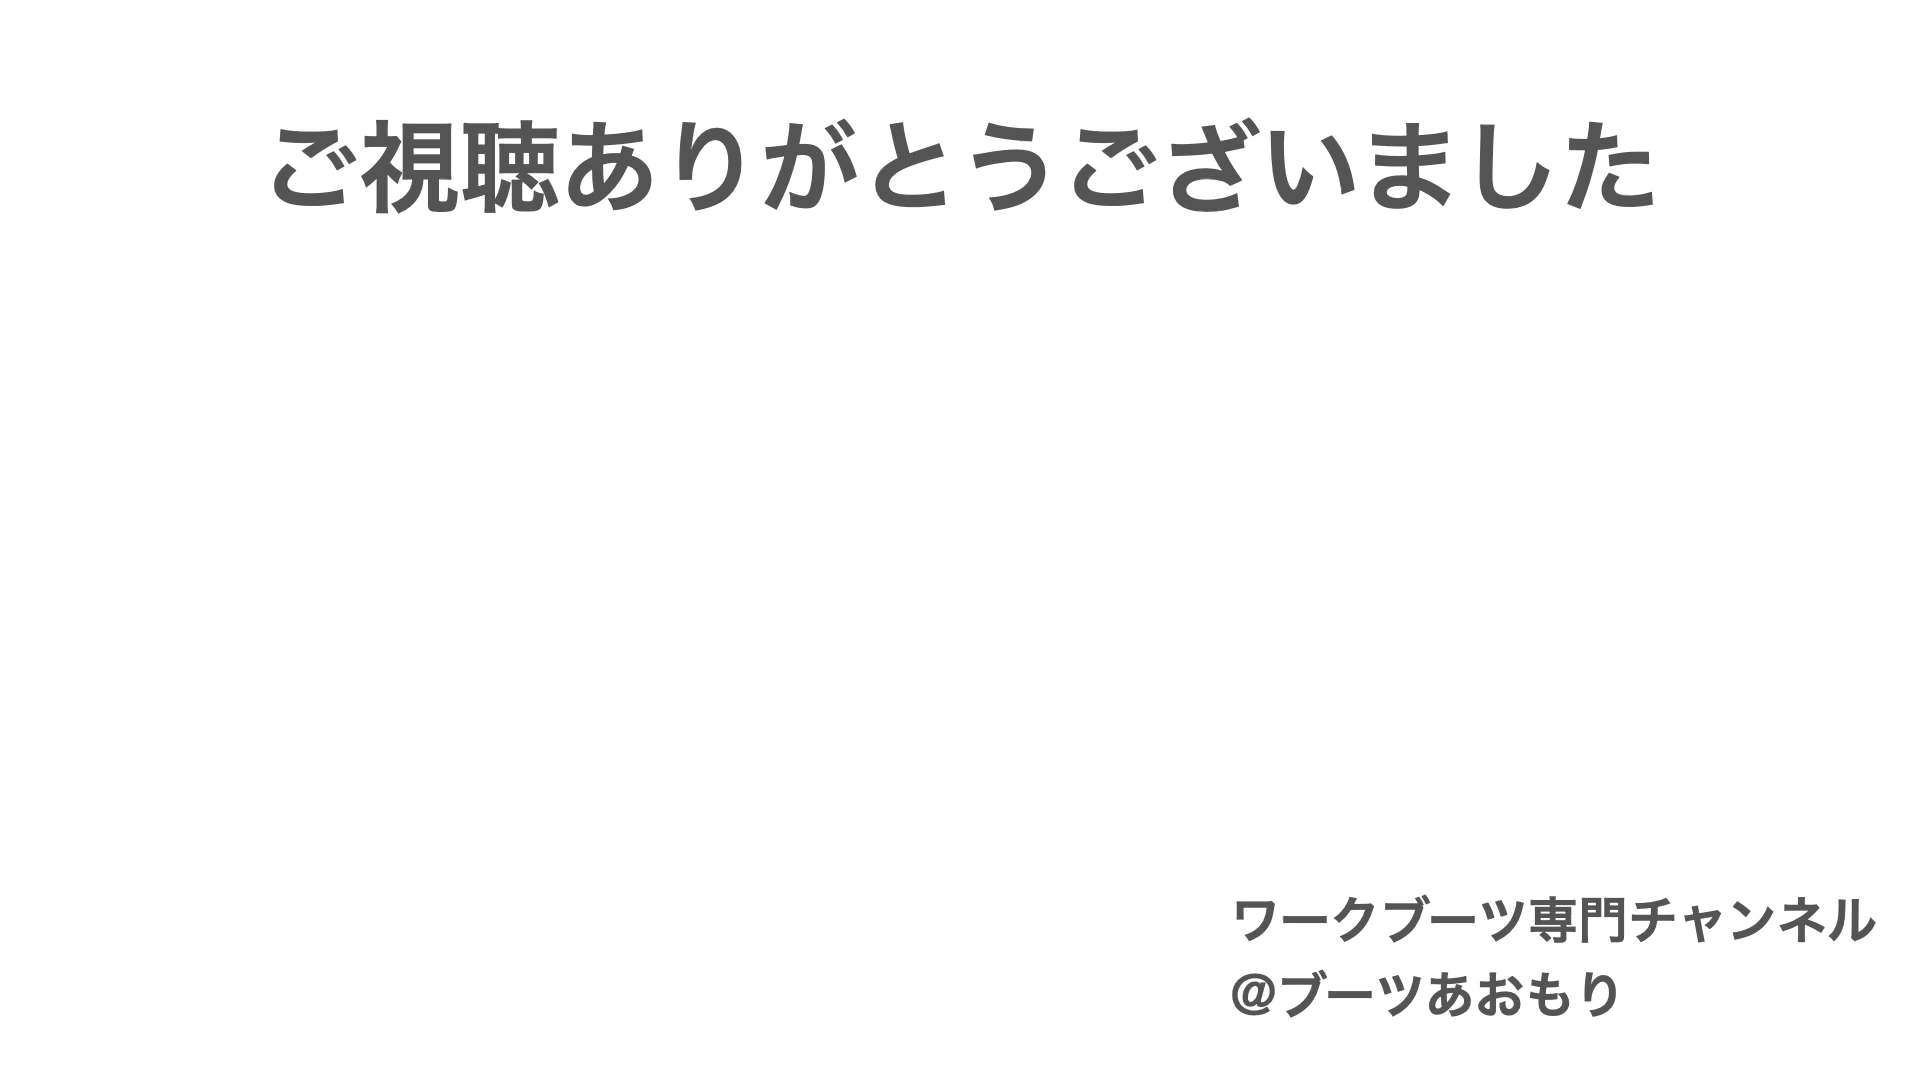 ご視聴ありがとうございました
ワークブーツ専門チャンネル
@ブーツあおもり